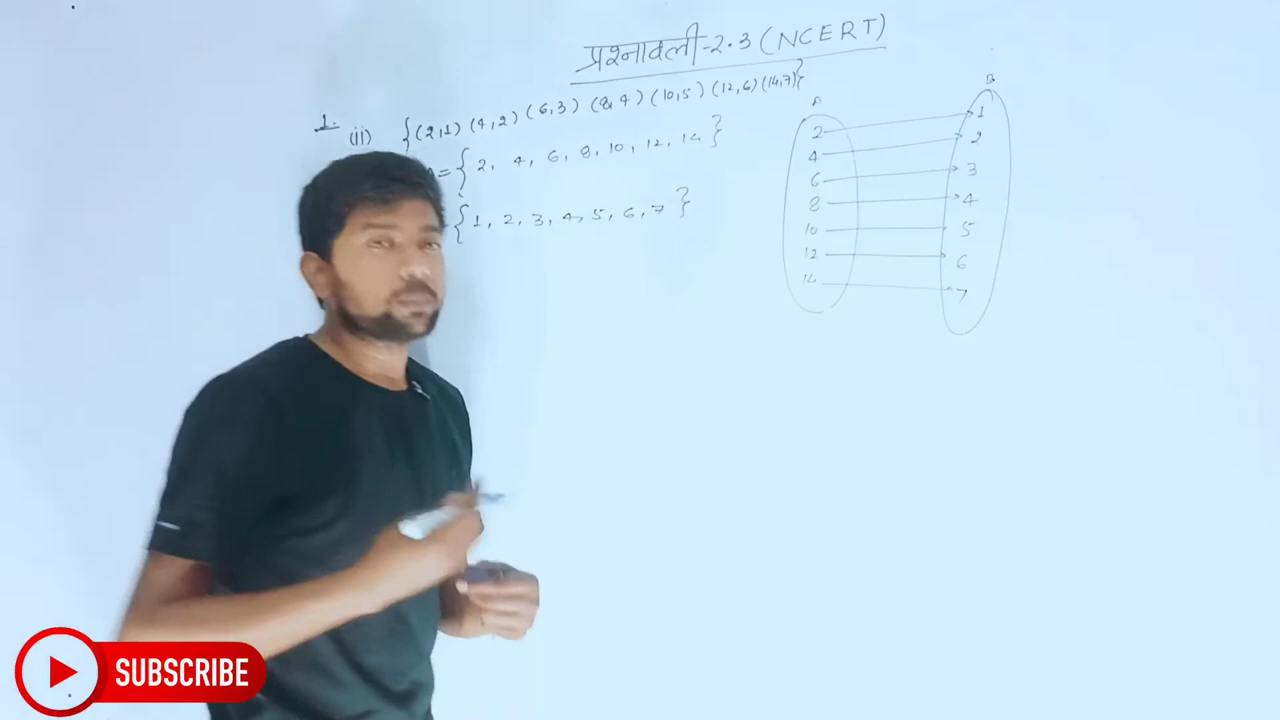 प्रश्नावली-2.3 (NCERT)
1. (ii) {(2,1) (4,2) (6,3) (8,4) (10,5) (12,6) (14,7)}
= { 2, 4, 6, 8, 10, 12, 14 }
{ 1, 2, 3, 4, 5, 6, 7 }
A B
2 1
4 2
6 3
8 4
10 5
12 6
14 7
SUBSCRIBE